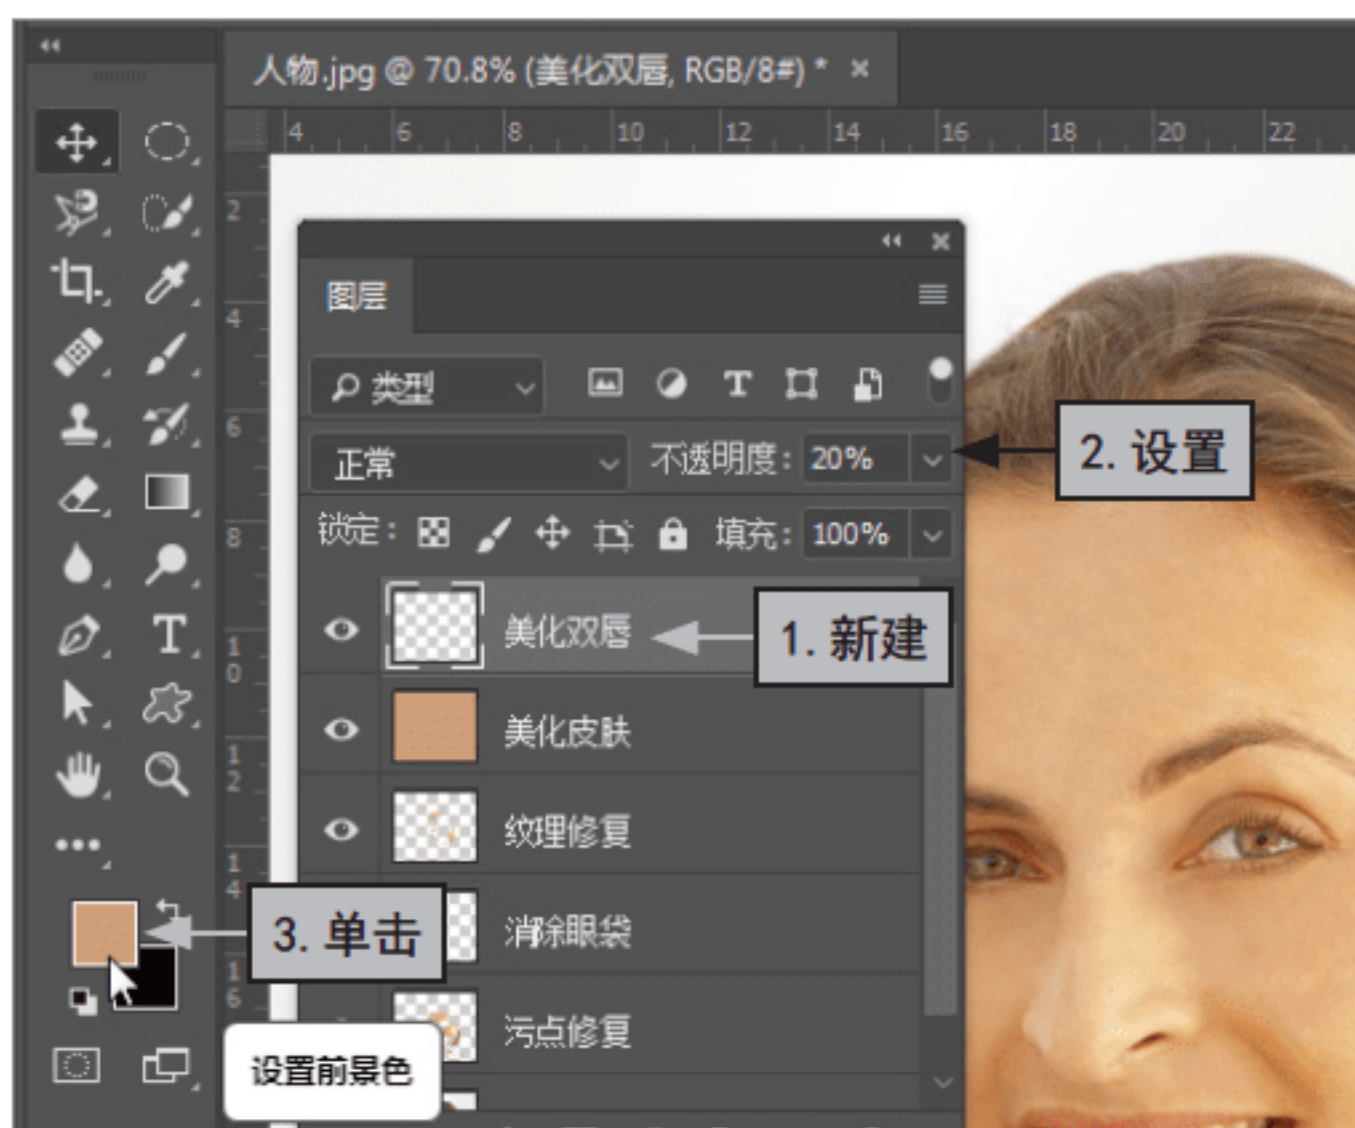 人物.jpg @ 70.8% (美化双唇, RGB/8#) * ×
4 6 8 10 12 14 16 18 20 22
2
4
6
8
10
12
14
16
图层
类型
正常 不透明度: 20%
2. 设置
锁定: 填充: 100%
美化双唇
1. 新建
美化皮肤
纹理修复
3. 单击
消除眼袋
污点修复
设置前景色